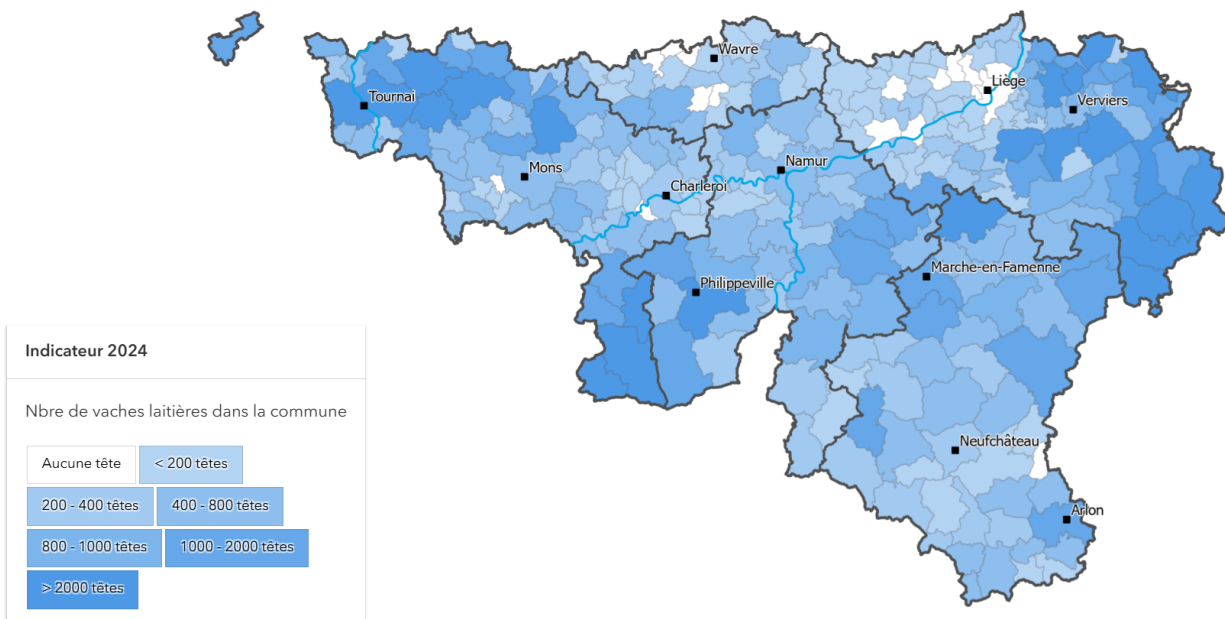 Wavre
Liège
Tournai
Verviers
Mons
Namur
Charleroi
Marche-en-Famenne
Philippeville
Indicateur 2024
Nbre de vaches laitières dans la commune
Aucune tête
< 200 têtes
200 - 400 têtes
400 - 800 têtes
800 - 1000 têtes
1000 - 2000 têtes
> 2000 têtes
Neufchâteau
Arlon